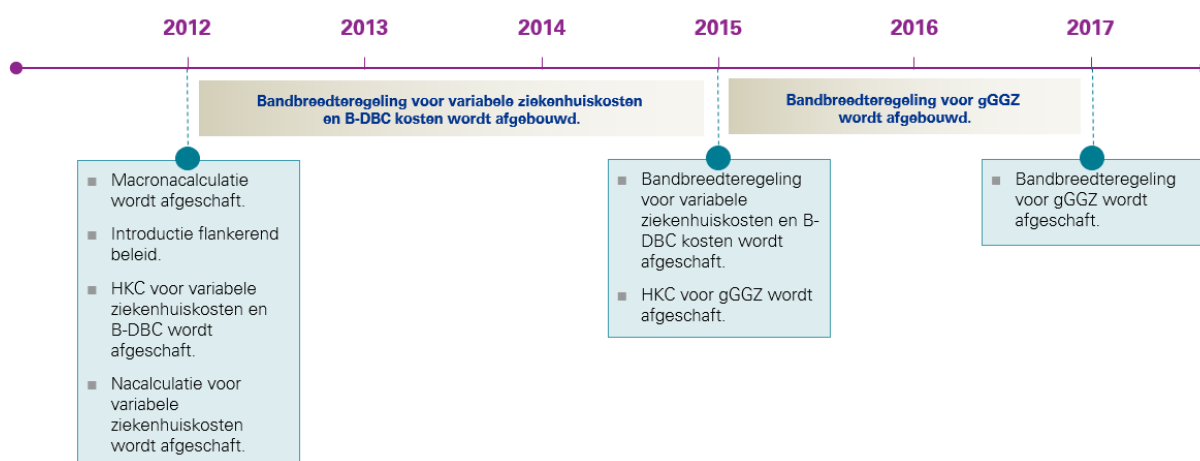 2012 2013 2014 2015 2016 2017
Bandbreedteregeling voor variabele ziekenhuiskosten
en B-DBC kosten wordt afgebouwd.
Bandbreedteregeling voor gGGZ
wordt afgebouwd.
Macronacalculatie
wordt afgeschaft.
Introductie flankerend
beleid.
HKC voor variabele
ziekenhuiskosten en
B-DBC wordt
afgeschaft.
Nacalculatie voor
variabele
ziekenhuiskosten
wordt afgeschaft.
Bandbreedteregeling
voor variabele
ziekenhuiskosten en B-
DBC kosten wordt
afgeschaft.
HKC voor gGGZ wordt
afgeschaft.
Bandbreedteregeling
voor gGGZ wordt
afgeschaft.